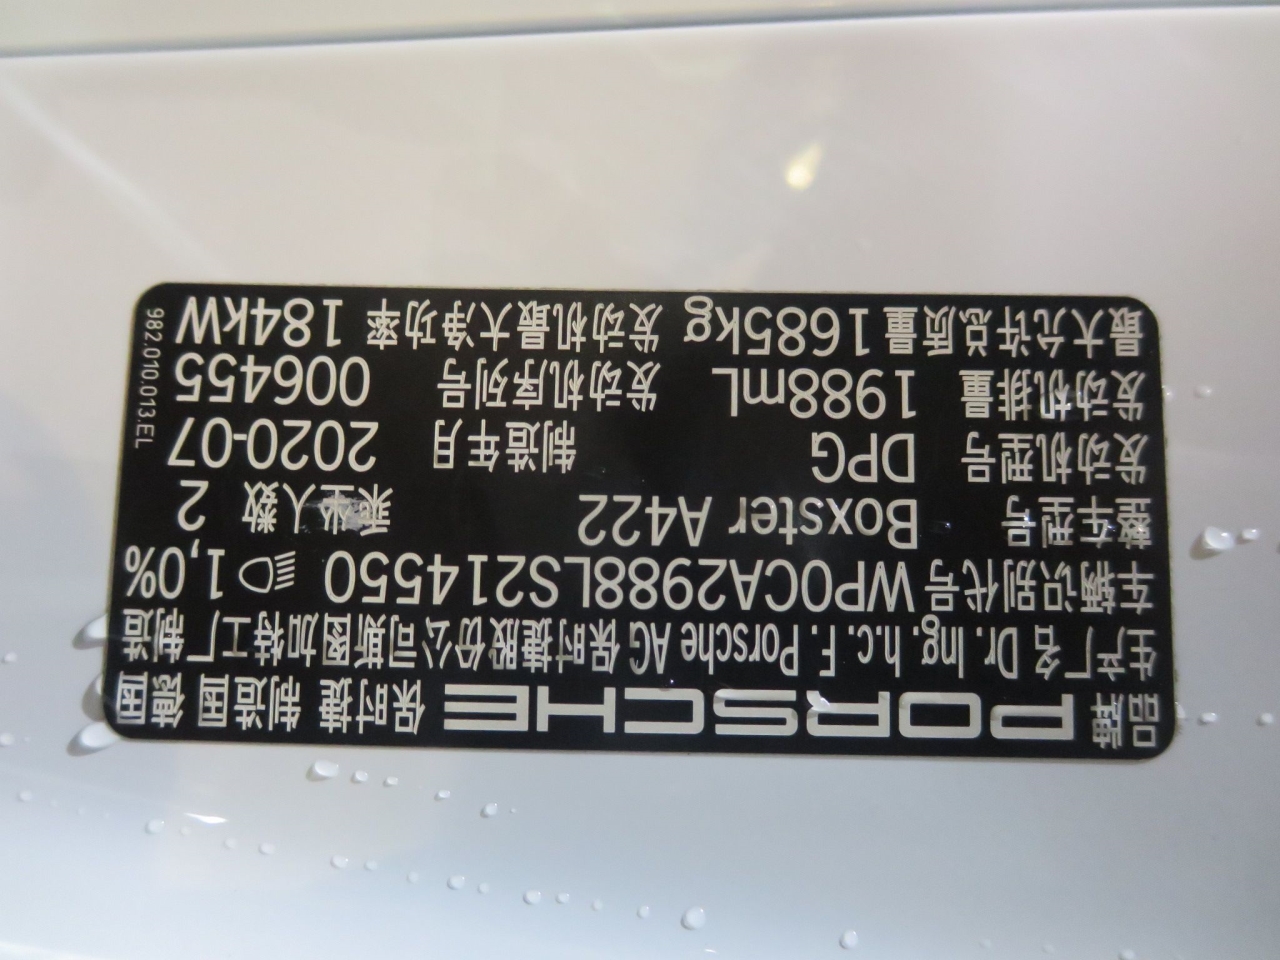 品牌 PORSCHE 保时捷 制造国 德国
生产厂名 Dr. Ing. h.c. F. Porsche AG 保时捷股份公司斯图加特工厂制造
车辆识别代号 WP0CA2988LS214550 1,0%
整车型号 Boxster A422 乘坐人数 2
发动机型号 DPG 制造年月 2020-07
发动机排量 1988mL 发动机序列号 006455
最大允许总质量 1685kg 发动机最大净功率 184kW
982.010.013.EL